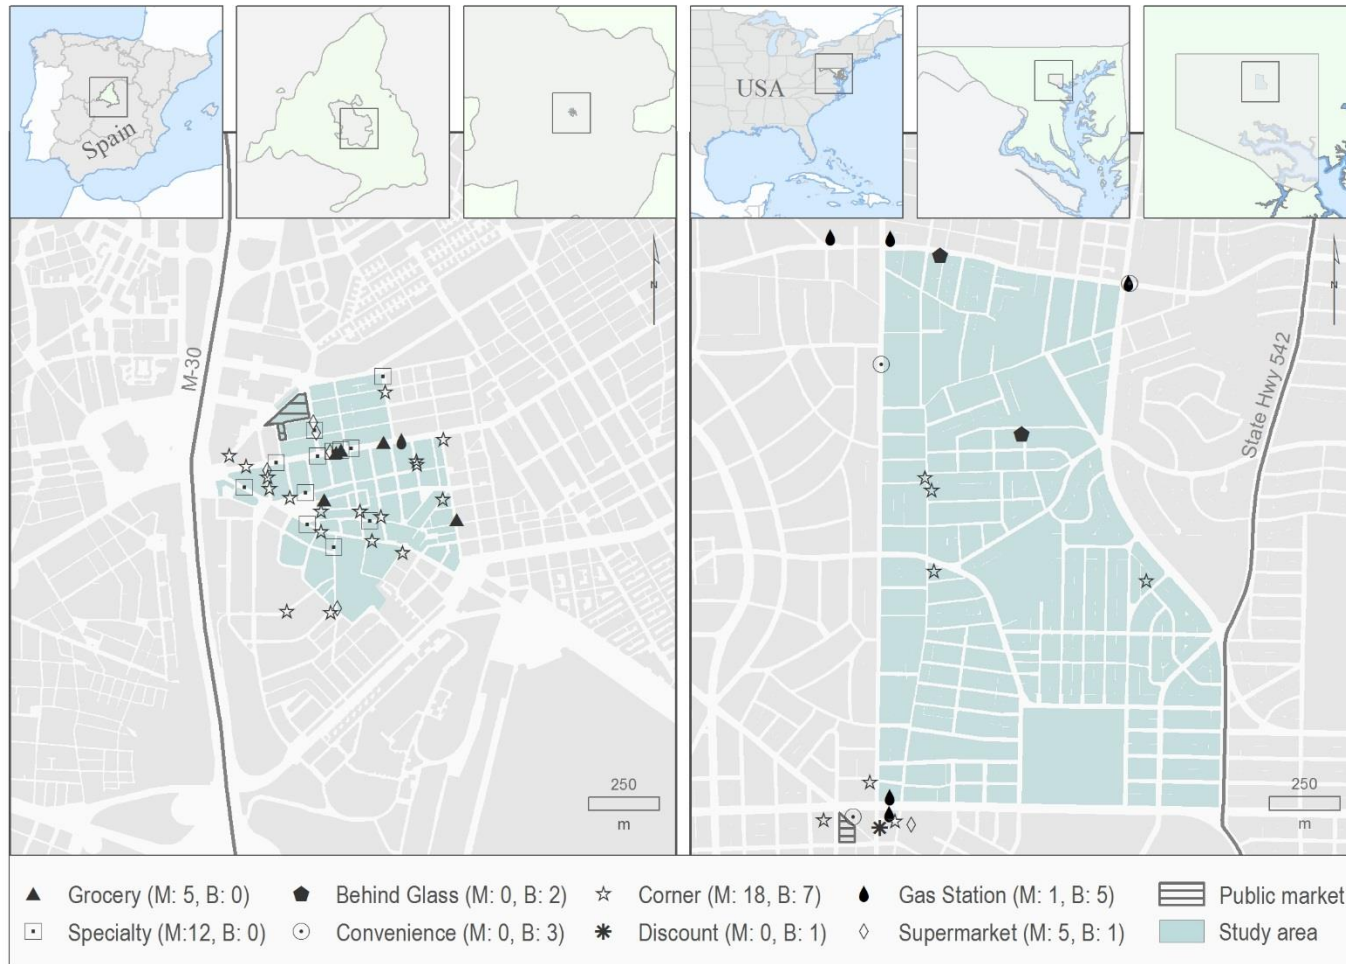 Spain
USA
M-30
N
250
m
N
State Hwy 542
250
m
Grocery (M: 5, B: 0)
Behind Glass (M: 0, B: 2)
Corner (M: 18, B: 7)
Gas Station (M: 1, B: 5)
Public market
Specialty (M:12, B: 0)
Convenience (M: 0, B: 3)
Discount (M: 0, B: 1)
Supermarket (M: 5, B: 1)
Study area